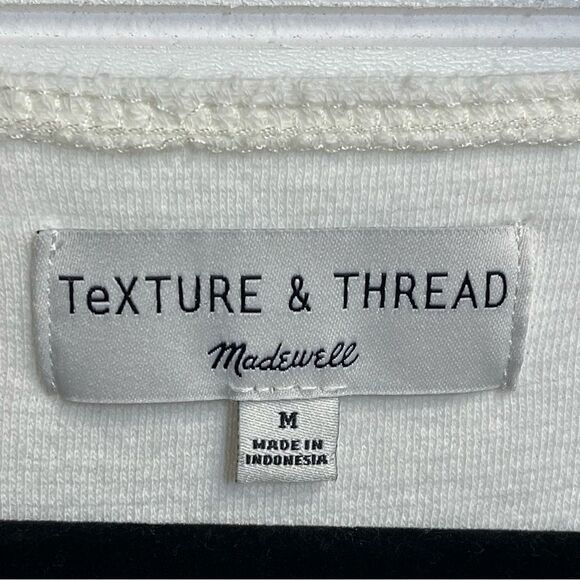 TeXTURE & THREAD
Madewell
M
MADE IN
INDONESIA